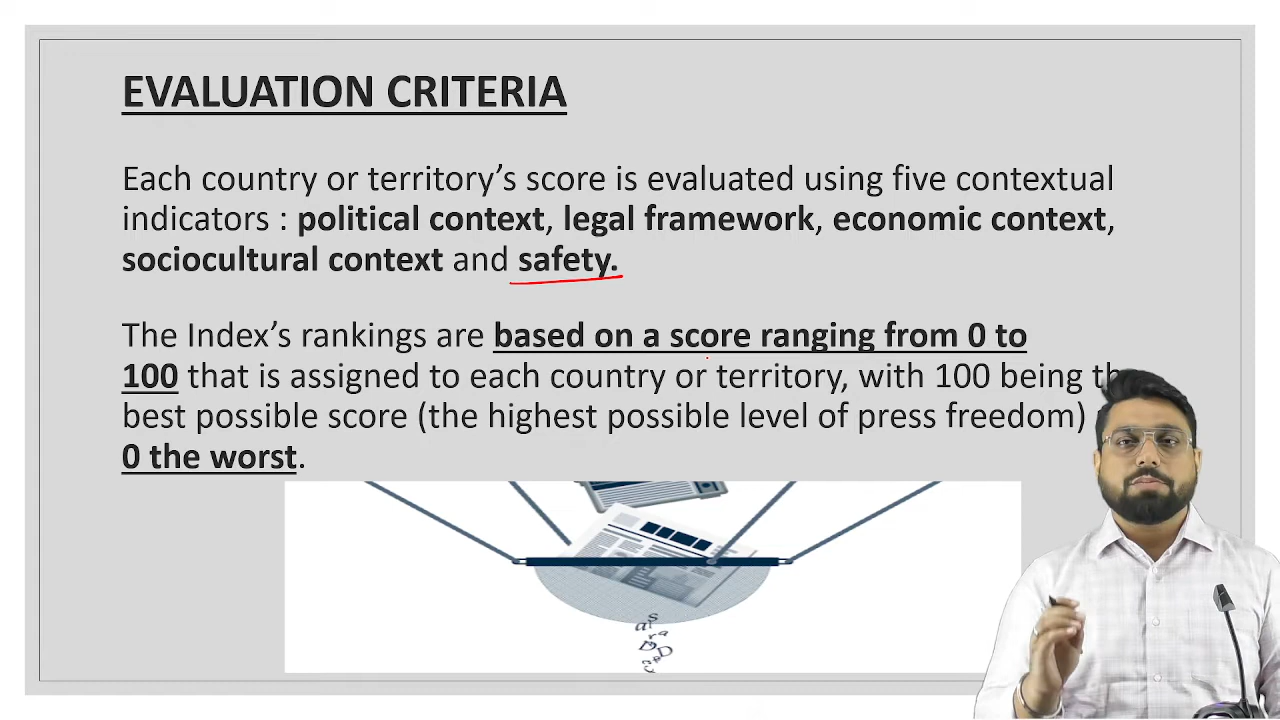 EVALUATION CRITERIA
Each country or territory’s score is evaluated using five contextual
indicators : political context, legal framework, economic context,
sociocultural context and safety.
The Index’s rankings are based on a score ranging from 0 to
100 that is assigned to each country or territory, with 100 being
best possible score (the highest possible level of press freedom)
0 the worst.